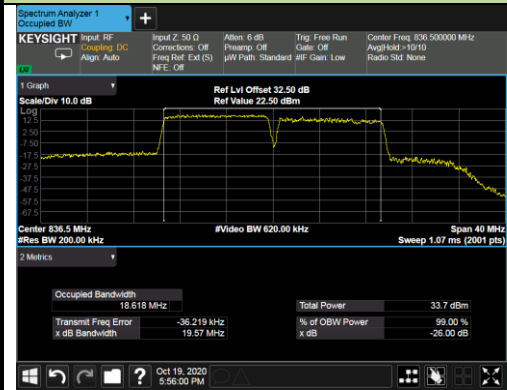 Spectrum Analyzer 1
Occupied BW
KEYSIGHT
Input: RF
Coupling: DC
Align: Auto
Input Z: 50 Ω
Corrections: Off
Freq Ref: Ext (S)
NFE: Off
Atten: 6 dB
Preamp: Off
µW Path: Standard
Trig: Free Run
Gate: Off
#IF Gain: Low
Center Freq: 836.500000 MHz
Avg|Hold:>10/10
Radio Std: None
1 Graph
Scale/Div 10.0 dB
Ref Lvl Offset 32.50 dB
Ref Value 22.50 dBm
Log
12.5
2.50
-7.50
-17.5
-27.5
-37.5
-47.5
-57.5
-67.5
Center 836.5 MHz
#Res BW 200.00 kHz
#Video BW 620.00 kHz
Span 40 MHz
Sweep 1.07 ms (2001 pts)
2 Metrics
Occupied Bandwidth
18.618 MHz
Total Power
33.7 dBm
Transmit Freq Error
-36.219 kHz
% of OBW Power
99.00 %
x dB Bandwidth
19.57 MHz
x dB
-26.00 dB
?
Oct 19, 2020
5:56:00 PM